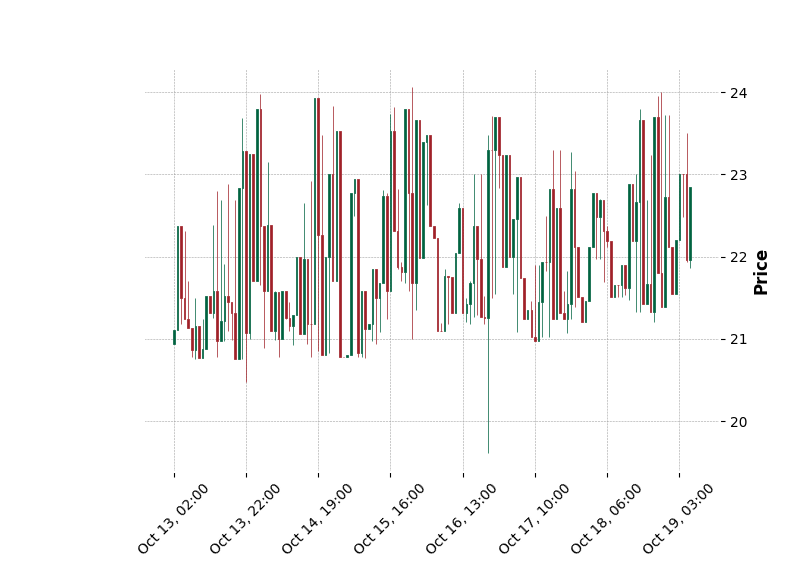 24
23
22
21
20
Price
Oct 13, 02:00
Oct 13, 22:00
Oct 14, 19:00
Oct 15, 16:00
Oct 16, 13:00
Oct 17, 10:00
Oct 18, 06:00
Oct 19, 03:00